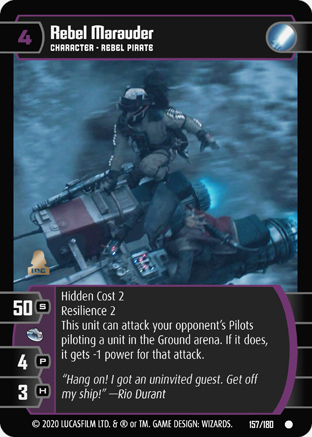 4 Rebel Marauder
CHARACTER • REBEL PIRATE
IDC
50 S
Hidden Cost 2
Resilience 2
This unit can attack your opponent's Pilots
piloting a unit in the Ground arena. If it does,
it gets -1 power for that attack.
4 P
3 H
"Hang on! I got an uninvited guest. Get off
my ship!" —Rio Durant
© 2020 LUCASFILM LTD. & ® or TM. GAME DESIGN: WIZARDS. 157/180